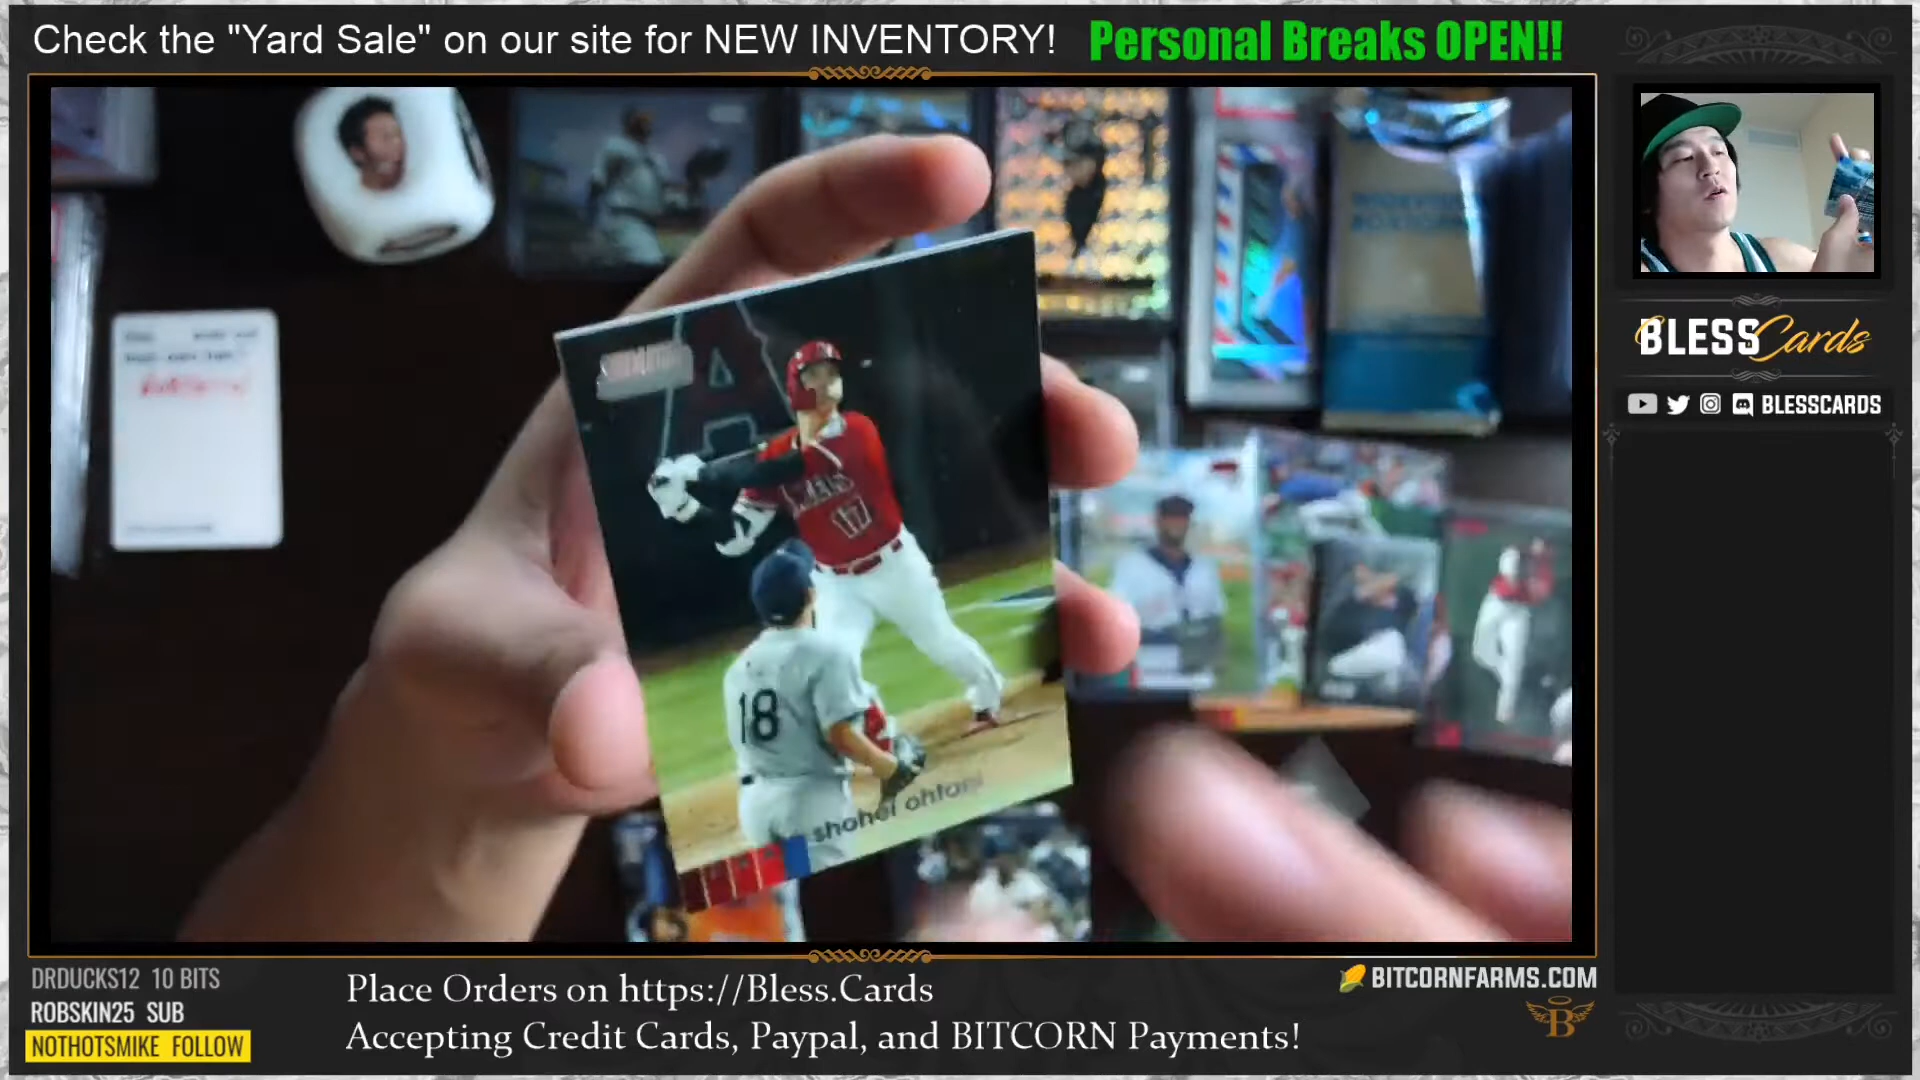 Check the "Yard Sale" on our site for NEW INVENTORY! Personal Breaks OPEN!!
BLESS Cards
BLESSCARDS
17
18
shohei ohtani
DRDUCKS12 10 BITS
ROBSKIN25 SUB
NOTHOTSMIKE FOLLOW
Place Orders on https://Bless.Cards
Accepting Credit Cards, Paypal, and BITCORN Payments!
BITCORNFARMS.COM
B